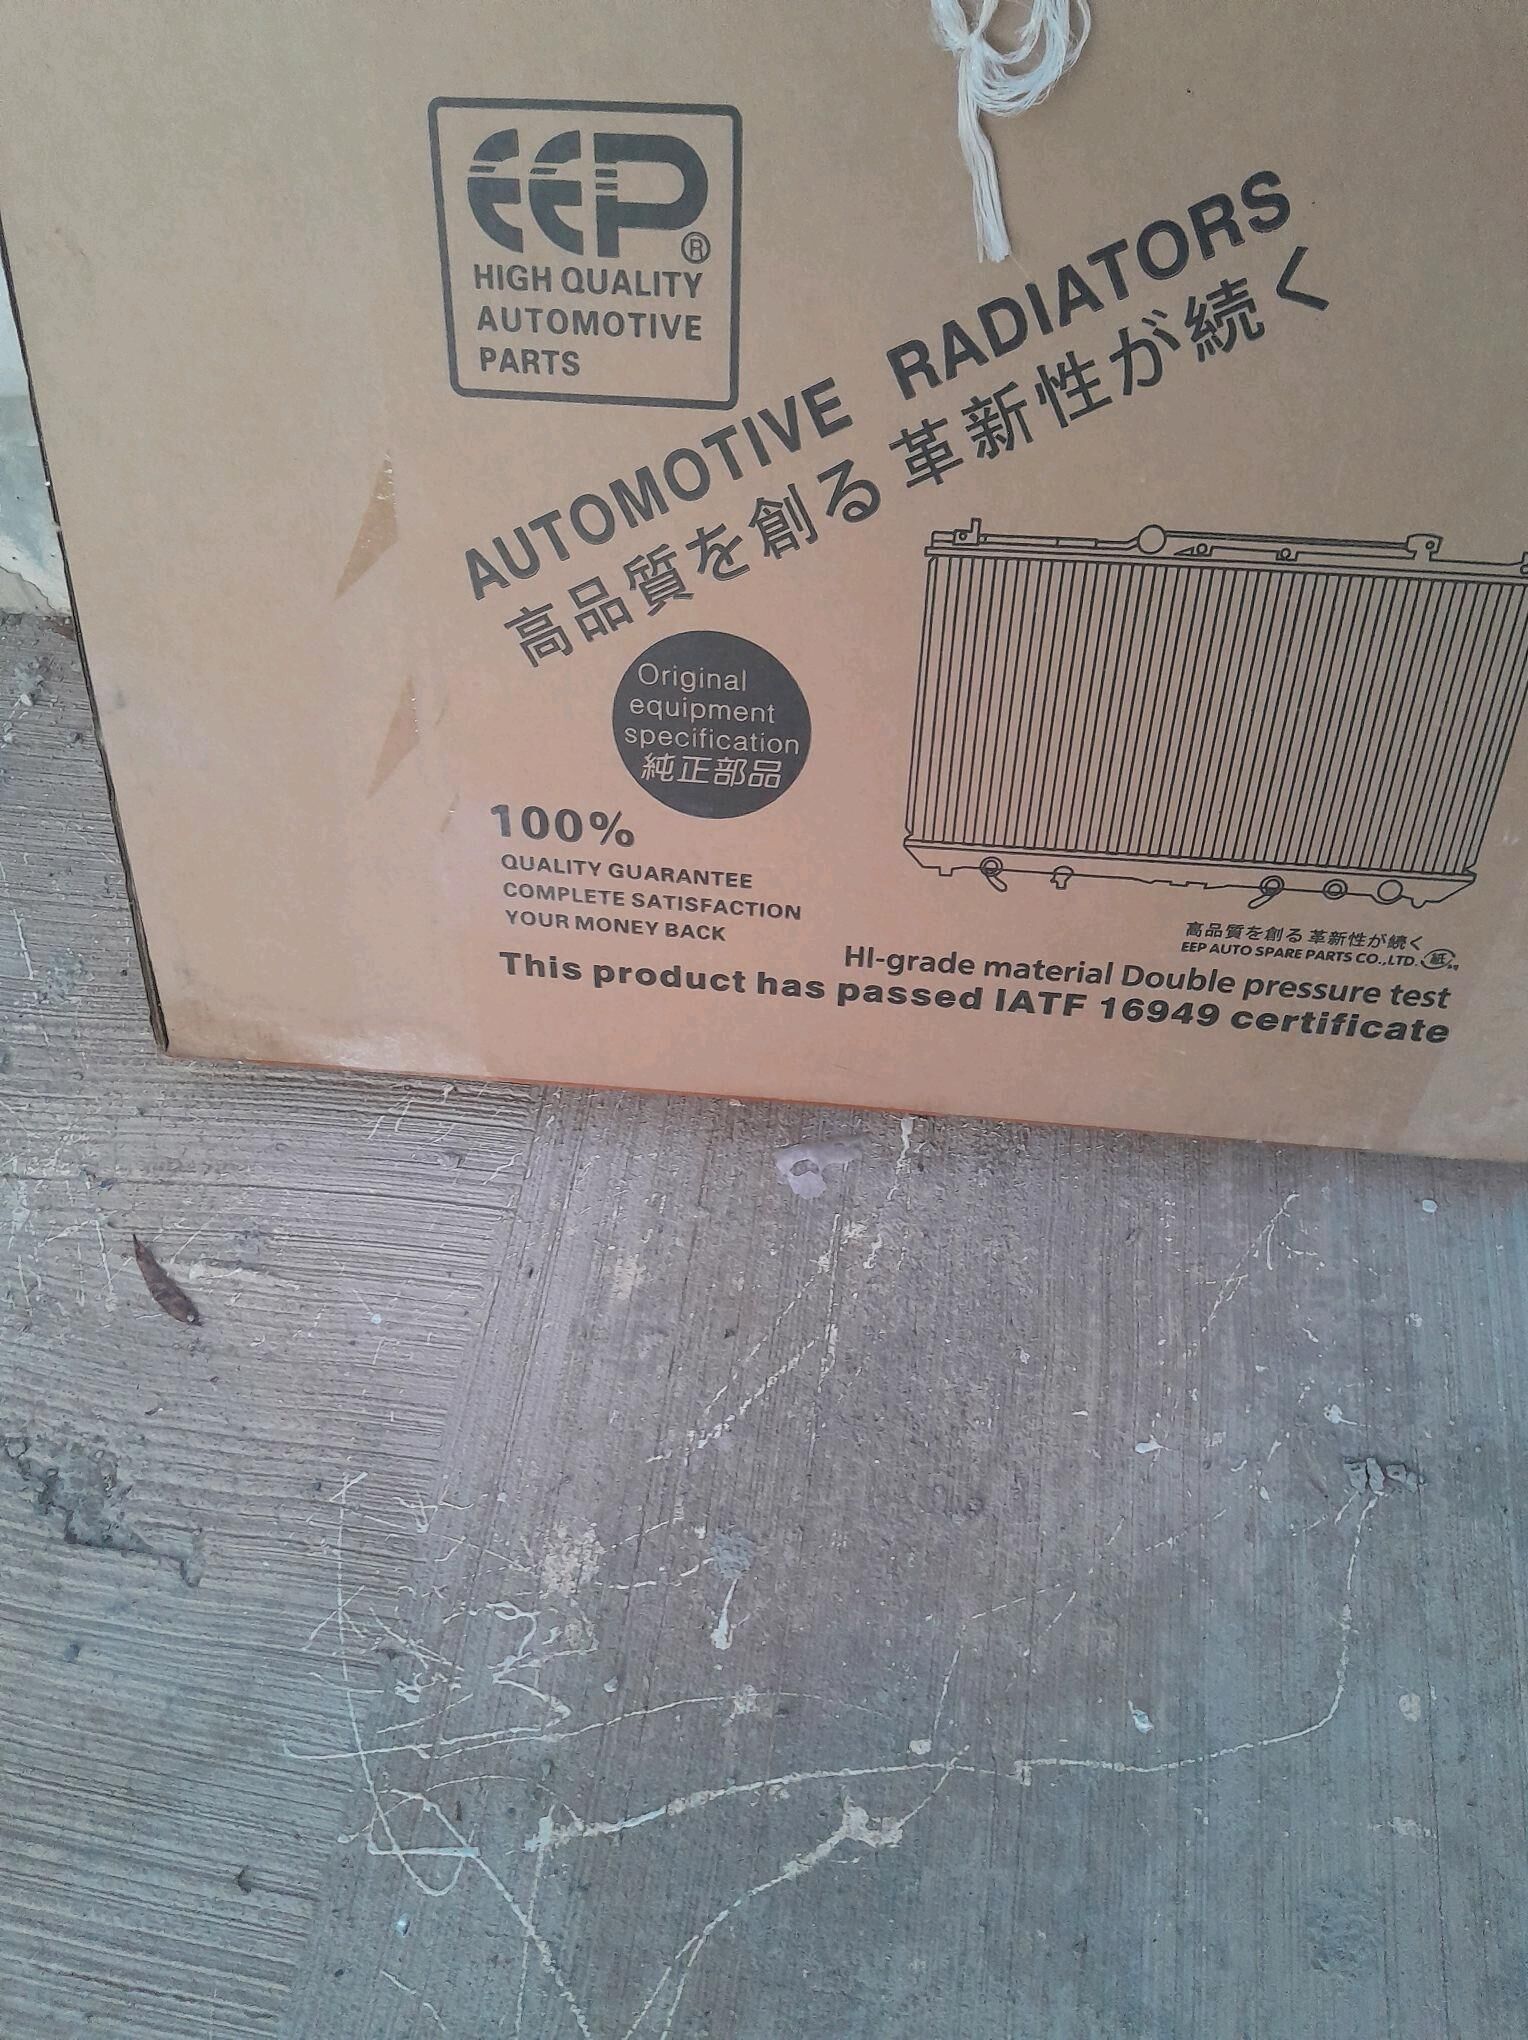 EEP®
HIGH QUALITY
AUTOMOTIVE
PARTS
AUTOMOTIVE RADIATORS
高品質を創る 革新性が続く
Original
equipment
specification
純正部品
100%
QUALITY GUARANTEE
COMPLETE SATISFACTION
YOUR MONEY BACK
高品質を創る 革新性が続く
EEP AUTO SPARE PARTS CO.,LTD.
HI-grade material Double pressure test
This product has passed IATF 16949 certificate